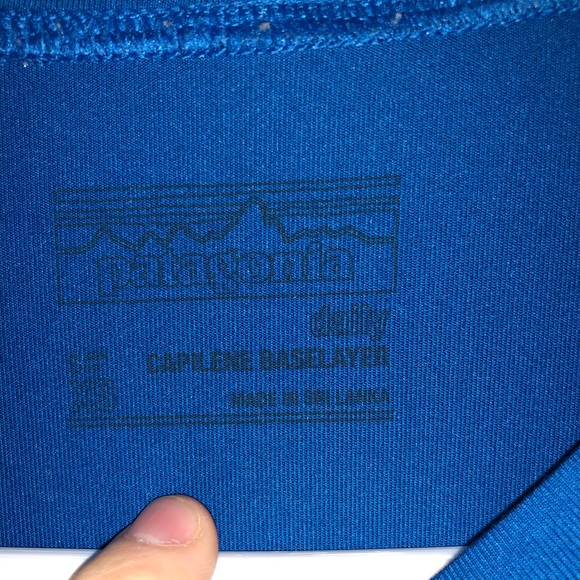 patagonia
daily
CAPILENE BASELAYER
XS
MADE IN SRI LANKA